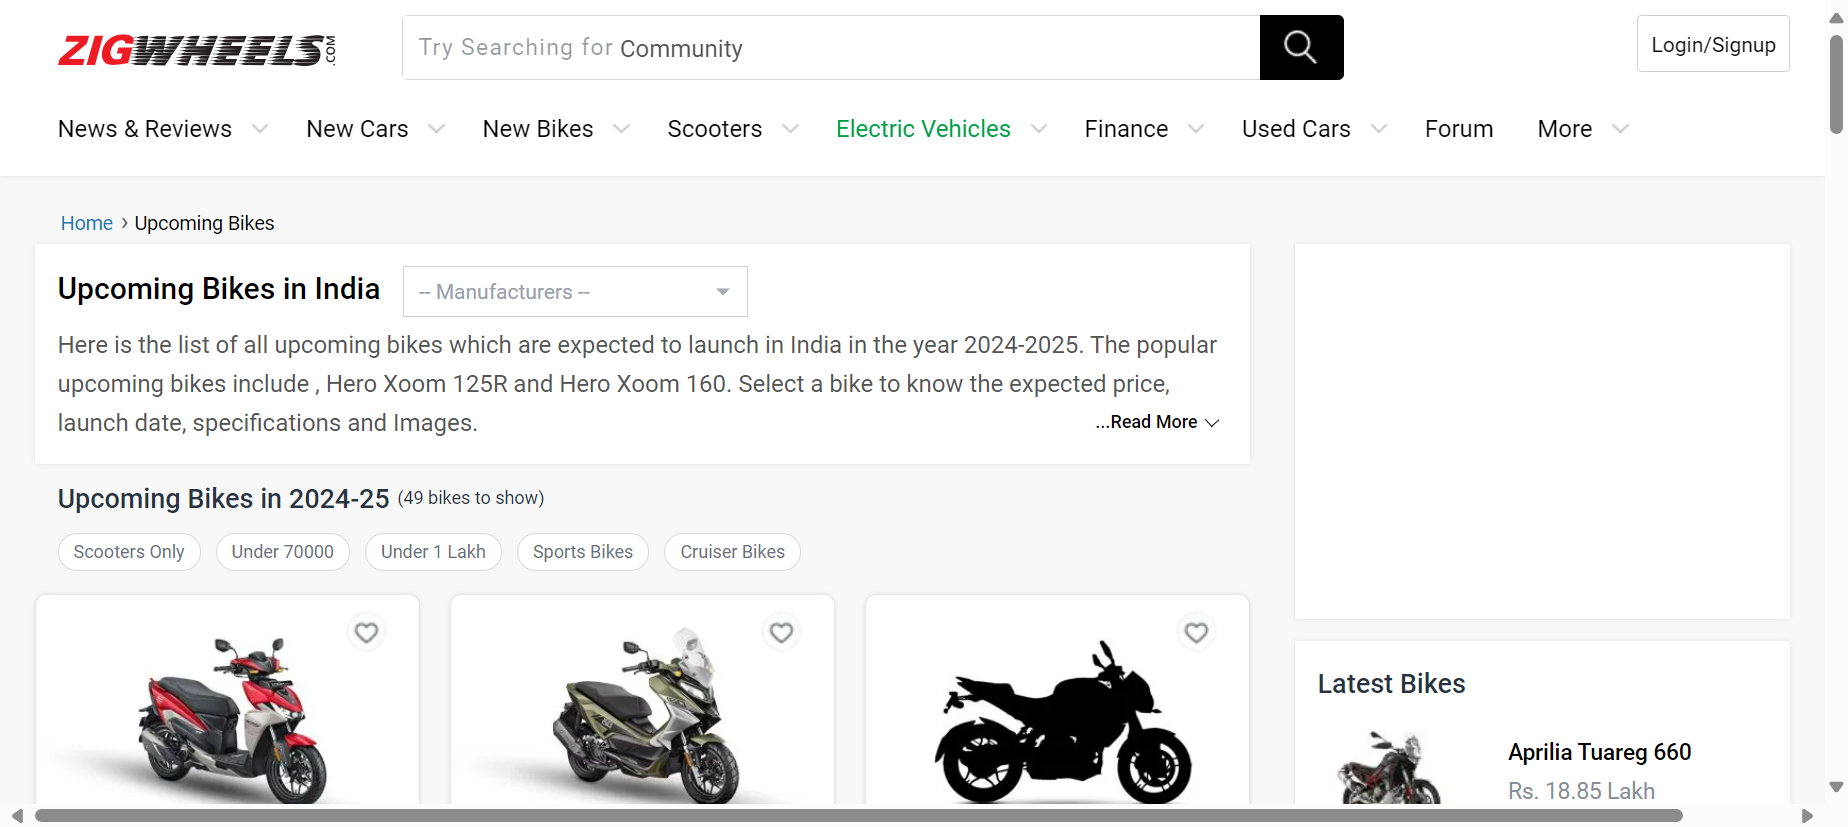 ZIGWHEELS.COM
Try Searching for Community
Login/Signup
News & Reviews New Cars New Bikes Scooters Electric Vehicles Finance Used Cars Forum More
Home › Upcoming Bikes
Upcoming Bikes in India
-- Manufacturers --
Here is the list of all upcoming bikes which are expected to launch in India in the year 2024-2025. The popular
upcoming bikes include , Hero Xoom 125R and Hero Xoom 160. Select a bike to know the expected price,
launch date, specifications and Images.
...Read More
Upcoming Bikes in 2024-25 (49 bikes to show)
Scooters Only Under 70000 Under 1 Lakh Sports Bikes Cruiser Bikes
Latest Bikes
Aprilia Tuareg 660
Rs. 18.85 Lakh